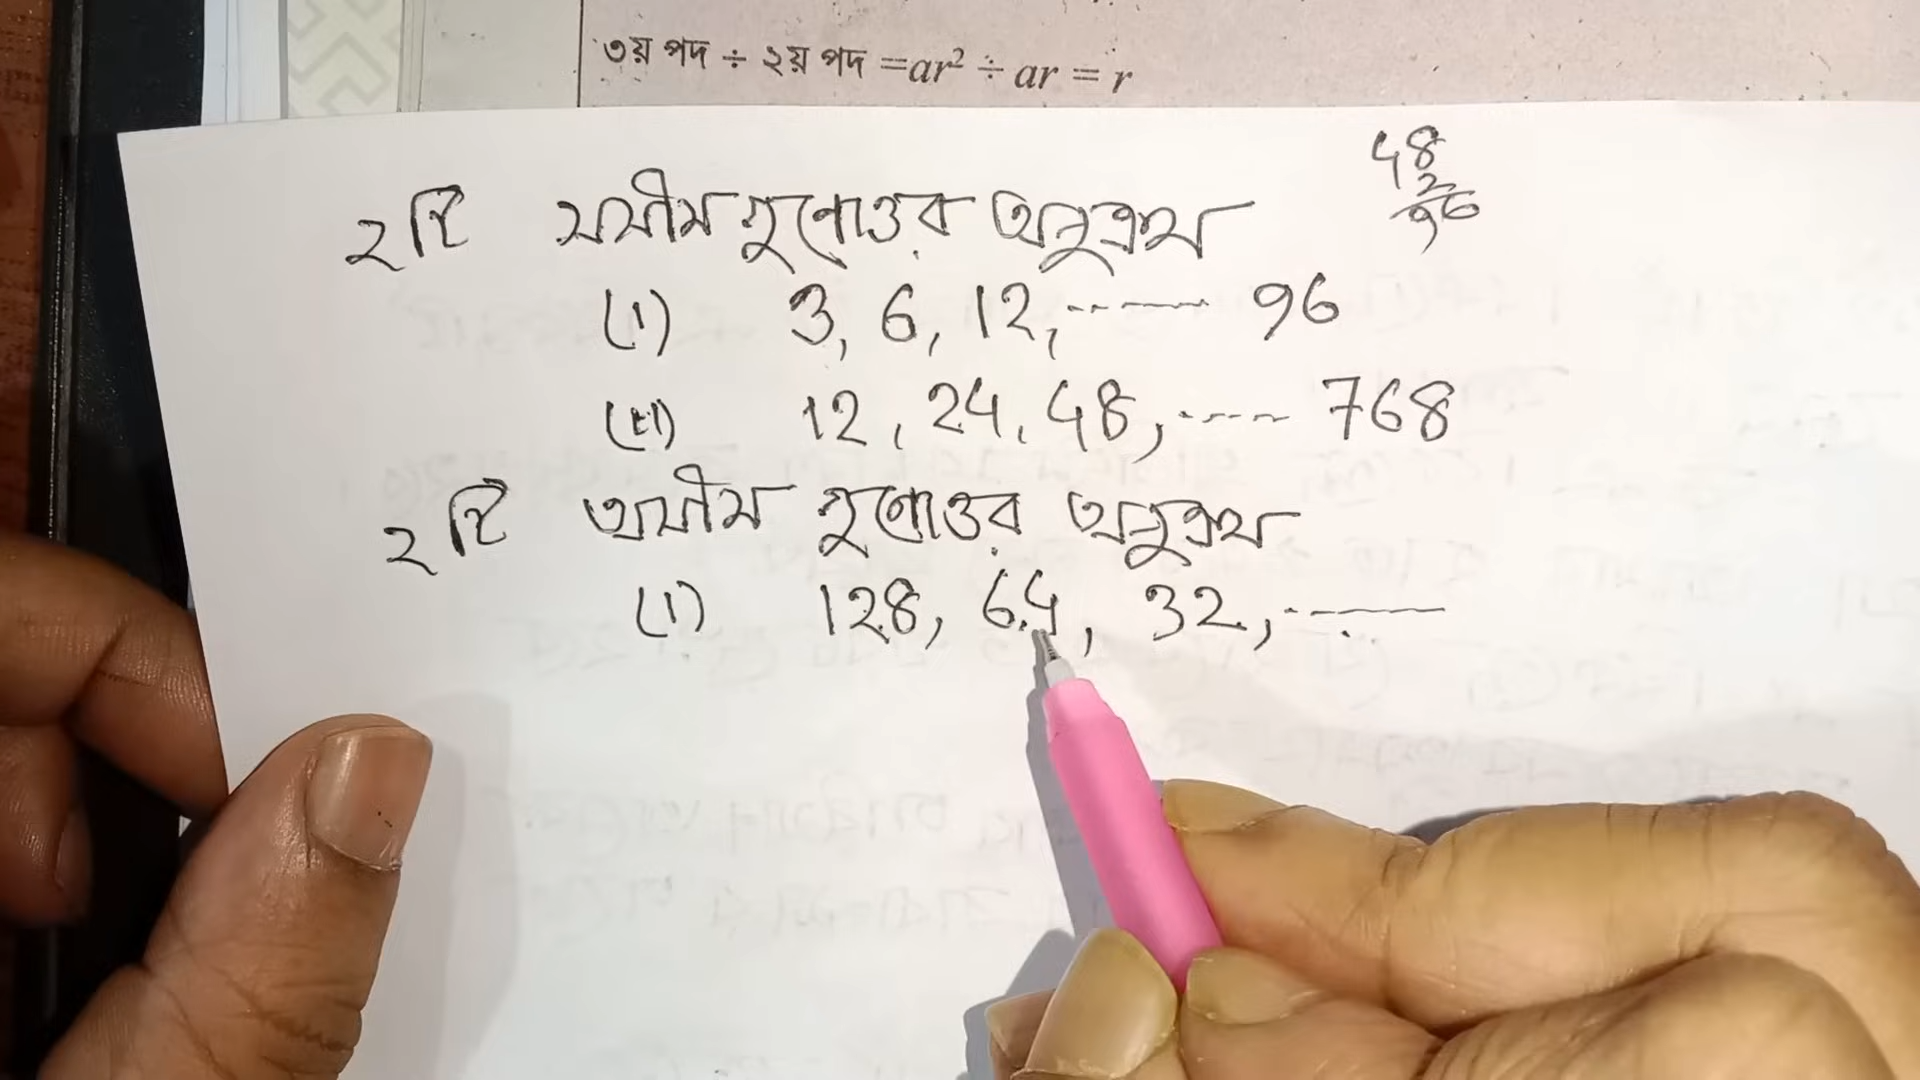 ৩য় পদ ÷ ২য় পদ =ar² ÷ ar = r
48
2
96
২টি সসীম গুণোত্তর অনুক্রম
(i) 3, 6, 12,------- 96
(ii) 12, 24, 48,----- 768
২টি অসীম গুণোত্তর অনুক্রম
(i) 128, 64, 32,-------